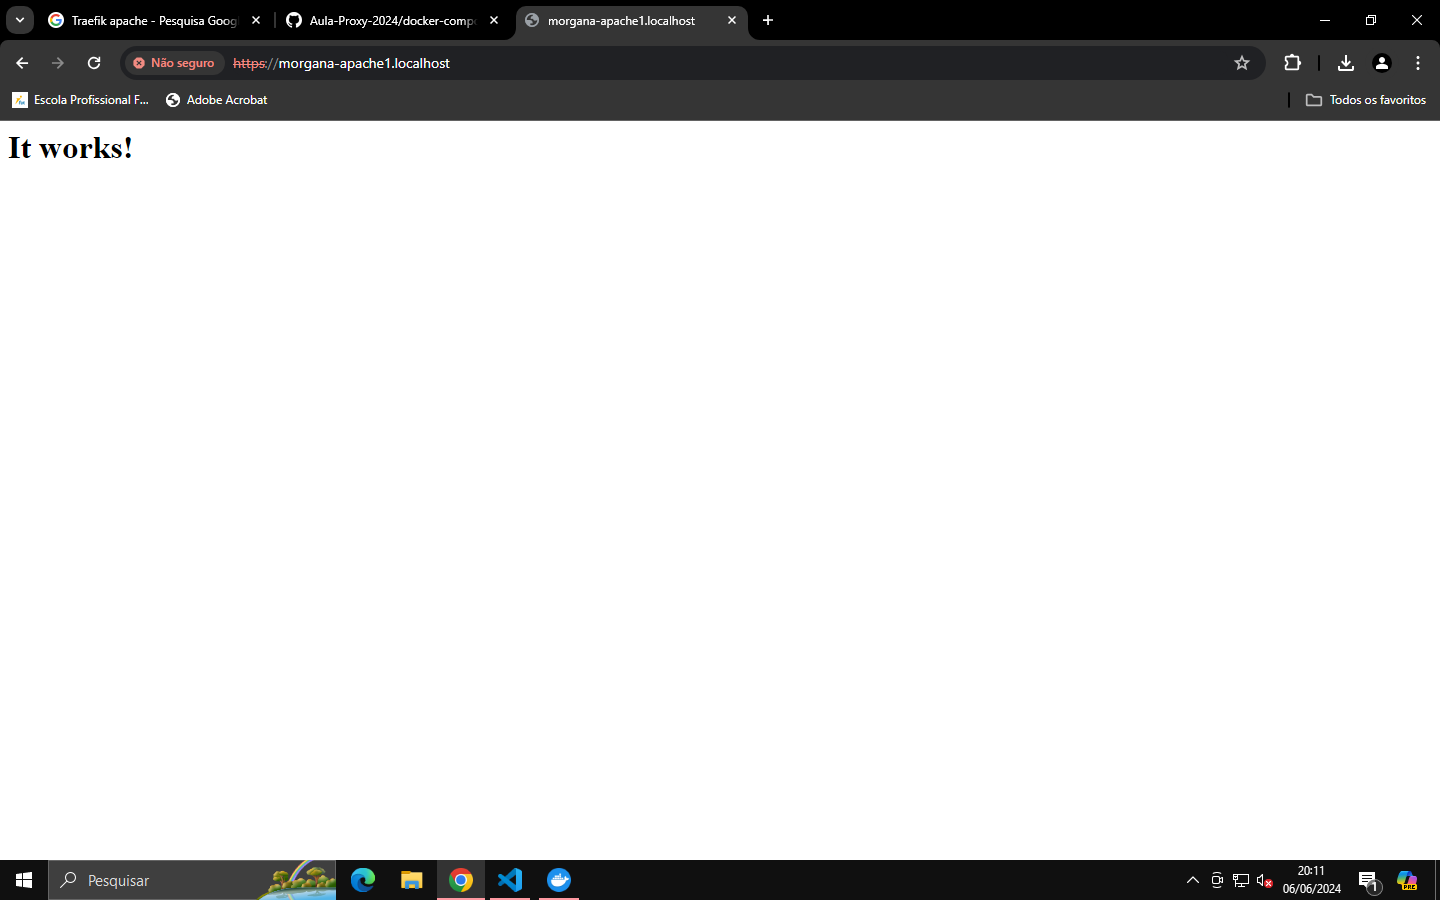 Traefik apache - Pesquisa Goog
Aula-Proxy-2024/docker-comp
morgana-apache1.localhost
Não seguro
https://morgana-apache1.localhost
Escola Profissional F...
Adobe Acrobat
Todos os favoritos
It works!
Pesquisar
20:11
06/06/2024
1
PRE